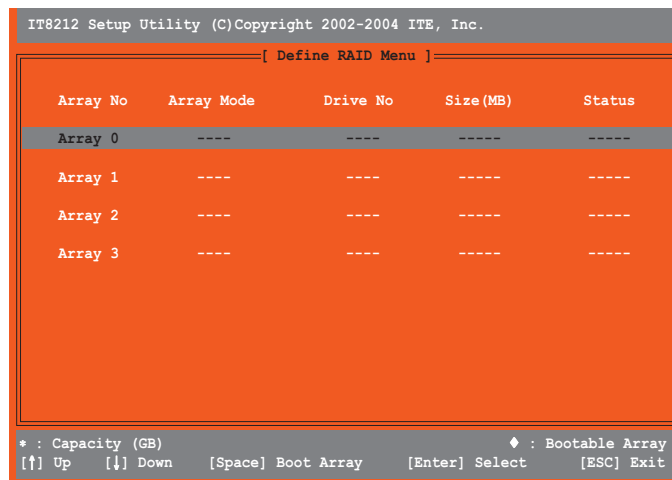 IT8212 Setup Utility (C)Copyright 2002-2004 ITE, Inc.
[ Define RAID Menu ]
Array No Array Mode Drive No Size(MB) Status
Array 0 ---- ---- ----- -----
Array 1 ---- ---- ----- -----
Array 2 ---- ---- ----- -----
Array 3 ---- ---- ----- -----
* : Capacity (GB) ♦ : Bootable Array
[↑] Up [↓] Down [Space] Boot Array [Enter] Select [ESC] Exit